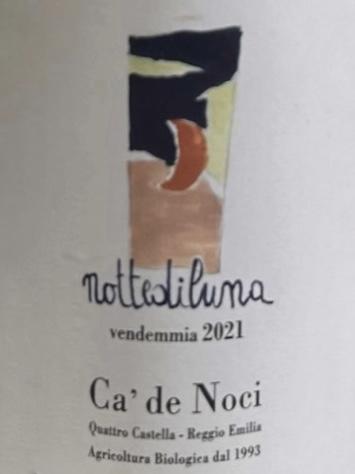 nottediluna
vendemmia 2021
Ca' de Noci
Quattro Castella - Reggio Emilia
Agricoltura Biologica dal 1993